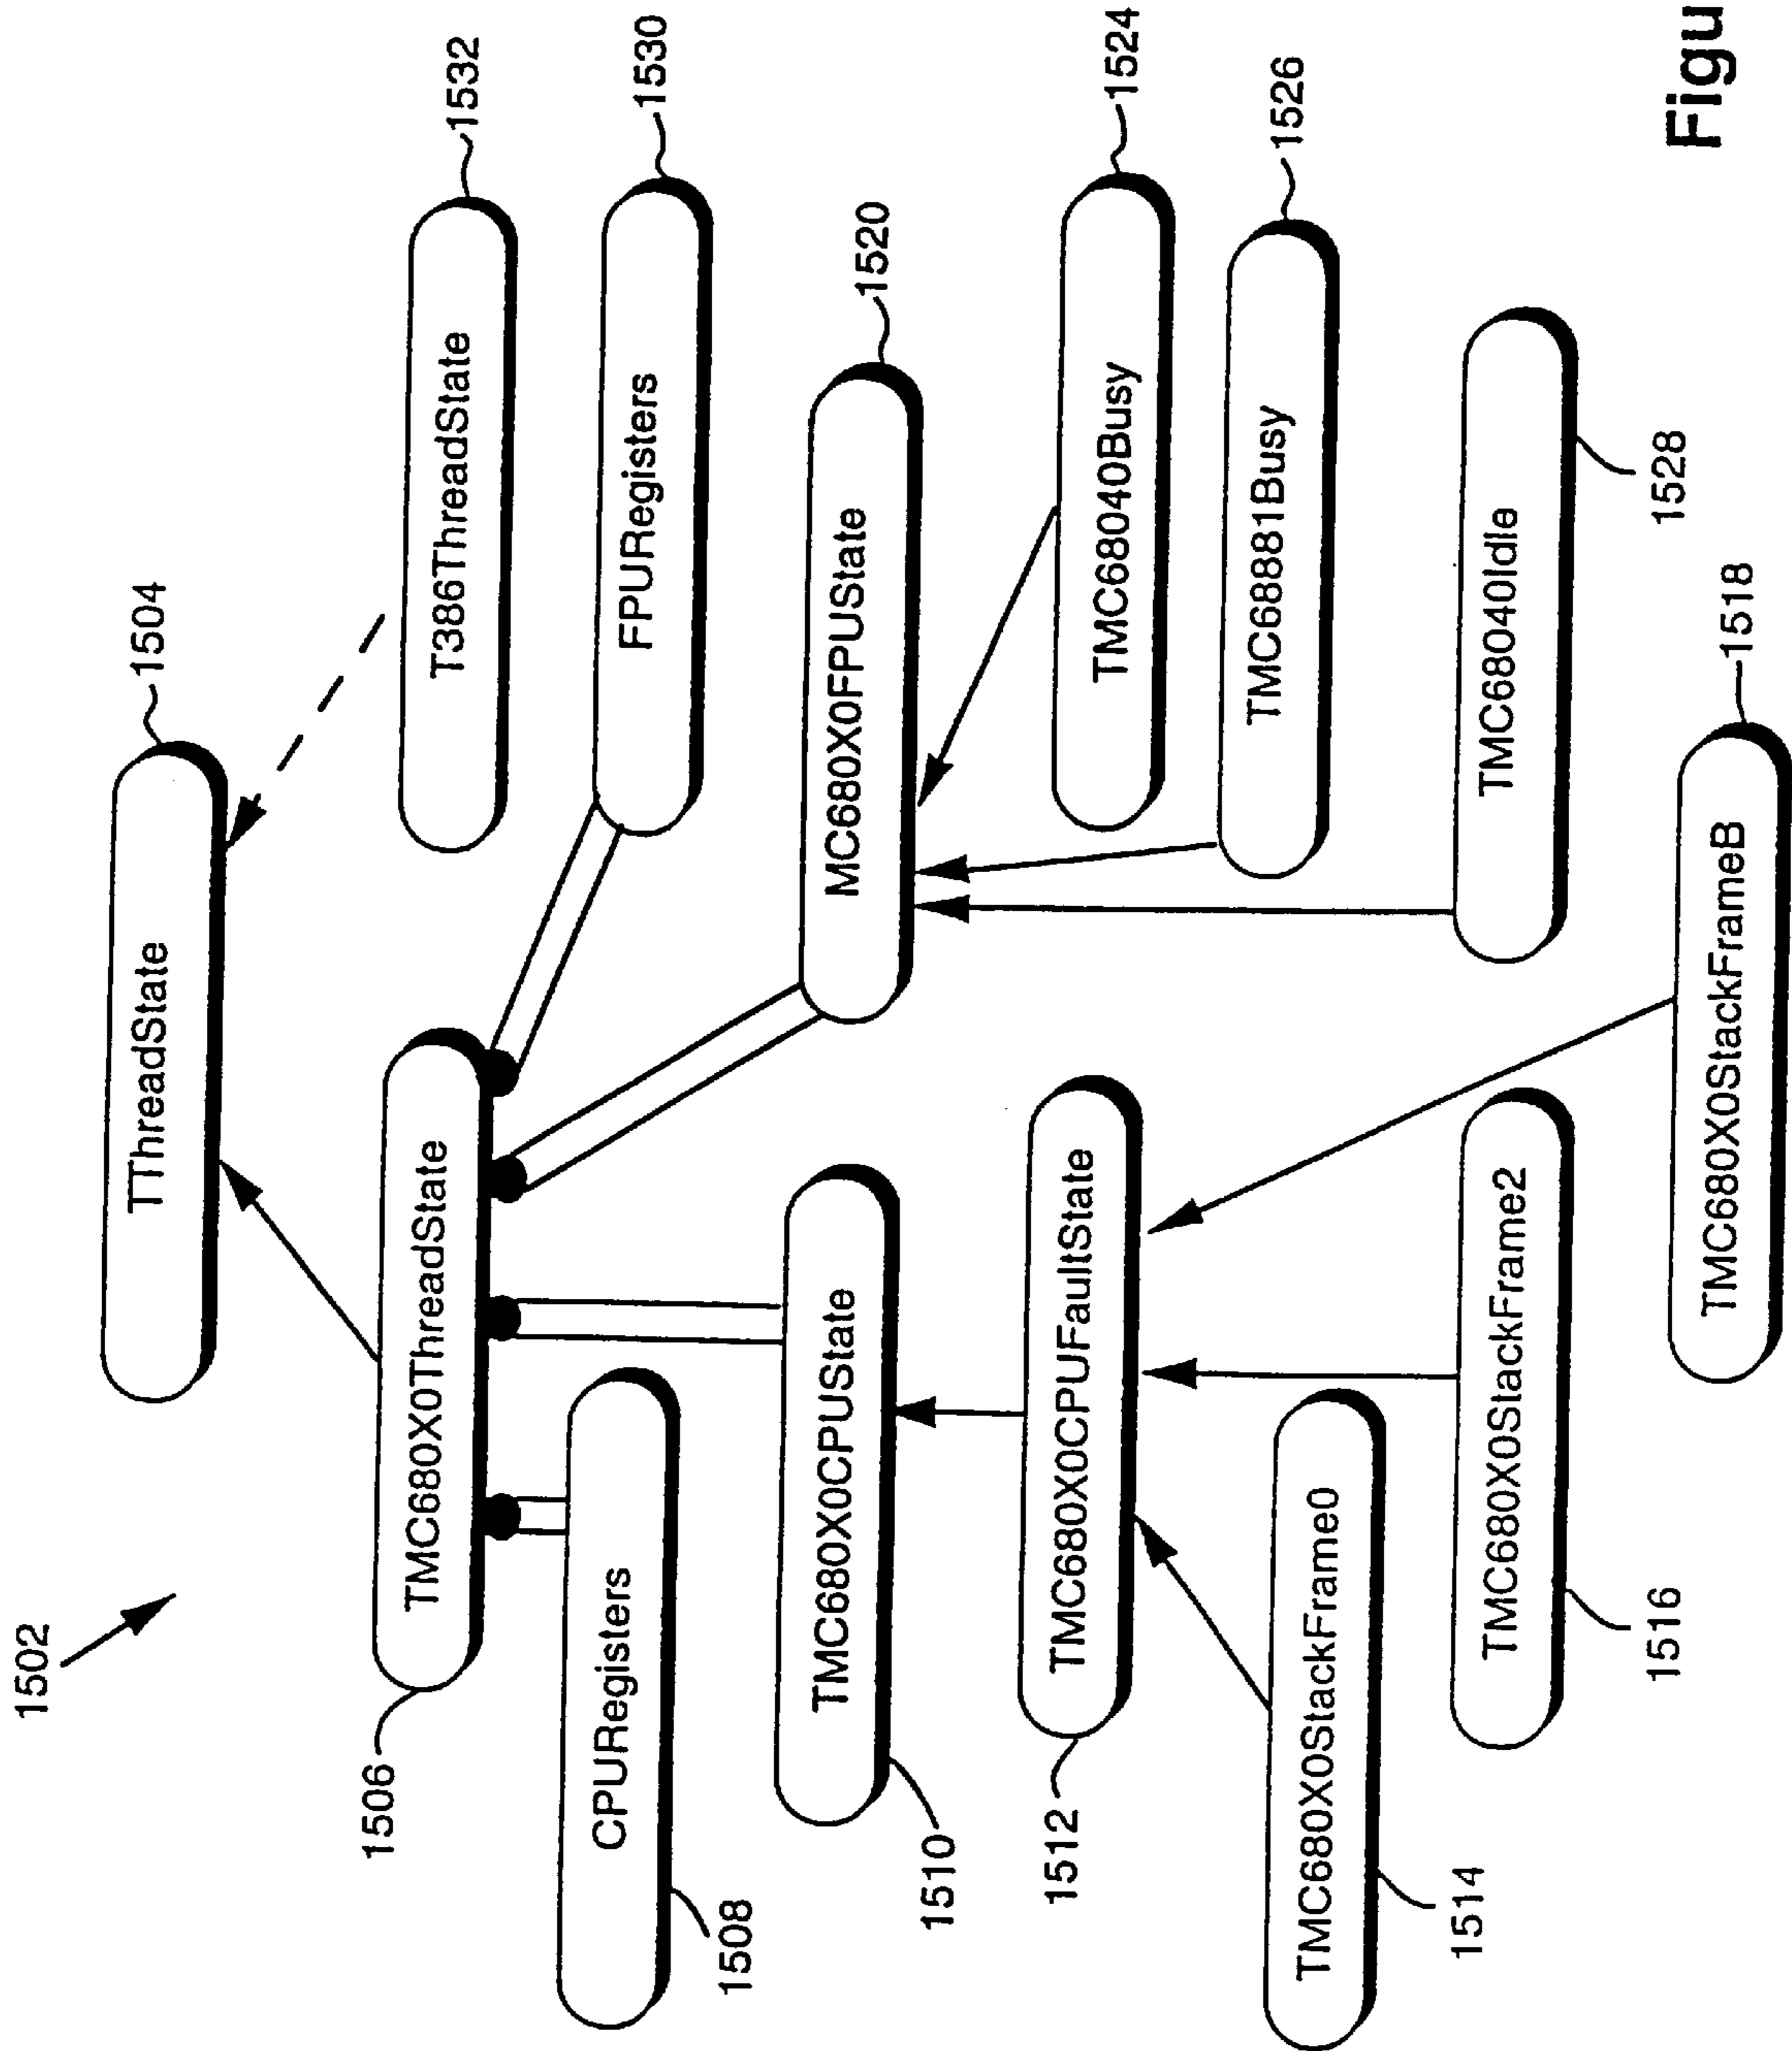 1502
TThreadState
1504
TMC680X0ThreadState
1506
T386ThreadState
1532
CPURegisters
1508
FPURegisters
1530
TMC680X0CPUState
1510
MC680X0FPUState
1520
TMC680X0CPUFaultState
1512
TMC68040Busy
1524
TMC680X0StackFrame0
1514
TMC68881Busy
1526
TMC680X0StackFrame2
1516
TMC68040Idle
1528
TMC680X0StackFrameB
1518
Figu